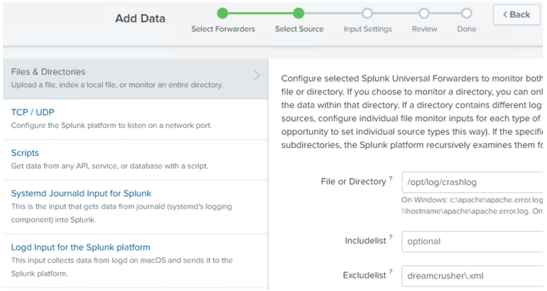 Add Data
Select Forwarders
Select Source
Input Settings
Review
Done
< Back
Files & Directories
Upload a file, index a local file, or monitor an entire directory.
TCP / UDP
Configure the Splunk platform to listen on a network port.
Scripts
Get data from any API, service, or database with a script.
Systemd Journald Input for Splunk
This is the input that gets data from journald (systemd's logging
component) into Splunk.
Logd Input for the Splunk platform
This input collects data from logd on macOS and sends it to the
Splunk platform.
Configure selected Splunk Universal Forwarders to monitor both
file or directory. If you choose to monitor a directory, you can onl
the data within that directory. If a directory contains different log
sources, configure individual file monitor inputs for each type of
opportunity to set individual source types this way). If the specifie
subdirectories, the Splunk platform recursively examines them fo
File or Directory ?
/opt/log/crashlog
On Windows: c:\apache\apache.error.log
\\hostname\apache\apache.error.log. On
Includelist ?
optional
Excludelist ?
dreamcrusher\.xml